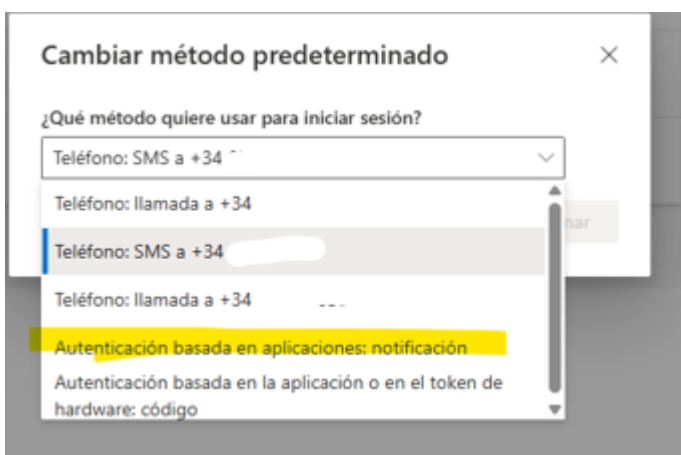 Cambiar método predeterminado
¿Qué método quiere usar para iniciar sesión?
Teléfono: SMS a +34
Teléfono: llamada a +34
Teléfono: SMS a +34
Teléfono: llamada a +34
Autenticación basada en aplicaciones: notificación
Autenticación basada en la aplicación o en el token de
hardware: código